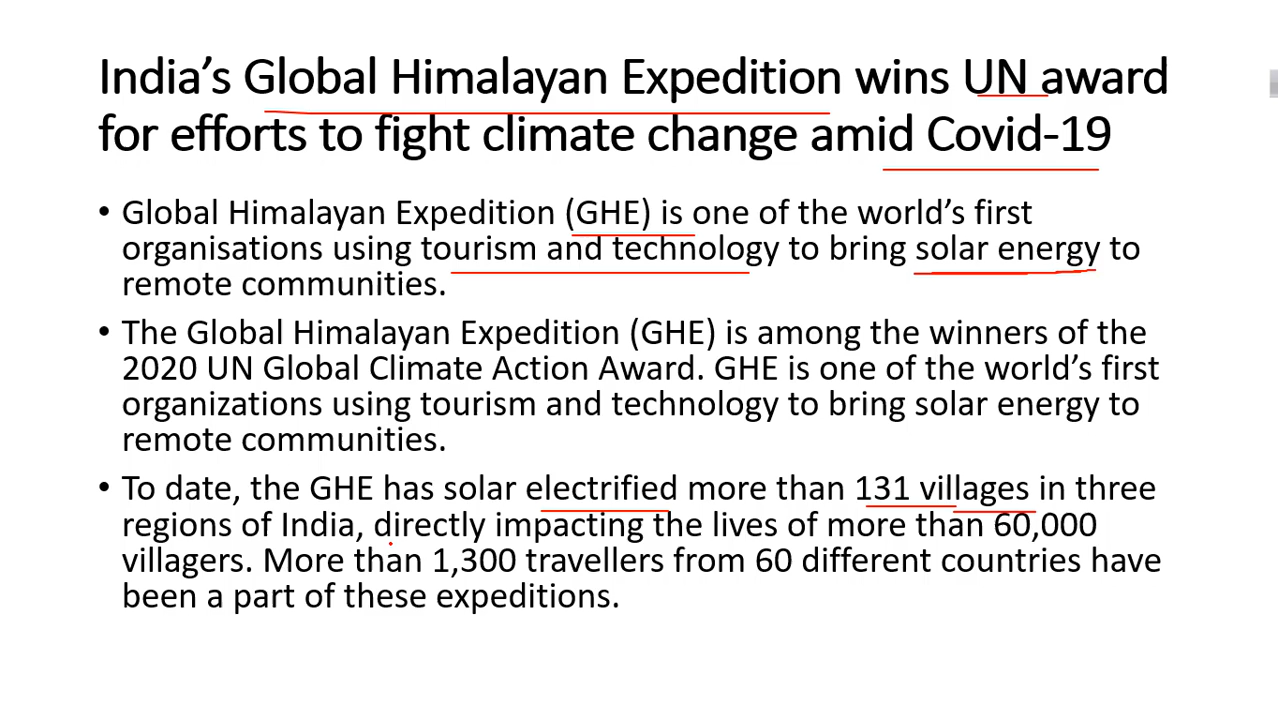 India's Global Himalayan Expedition wins UN award
for efforts to fight climate change amid Covid-19
• Global Himalayan Expedition (GHE) is one of the world's first
organisations using tourism and technology to bring solar energy to
remote communities.
• The Global Himalayan Expedition (GHE) is among the winners of the
2020 UN Global Climate Action Award. GHE is one of the world's first
organizations using tourism and technology to bring solar energy to
remote communities.
• To date, the GHE has solar electrified more than 131 villages in three
regions of India, directly impacting the lives of more than 60,000
villagers. More than 1,300 travellers from 60 different countries have
been a part of these expeditions.